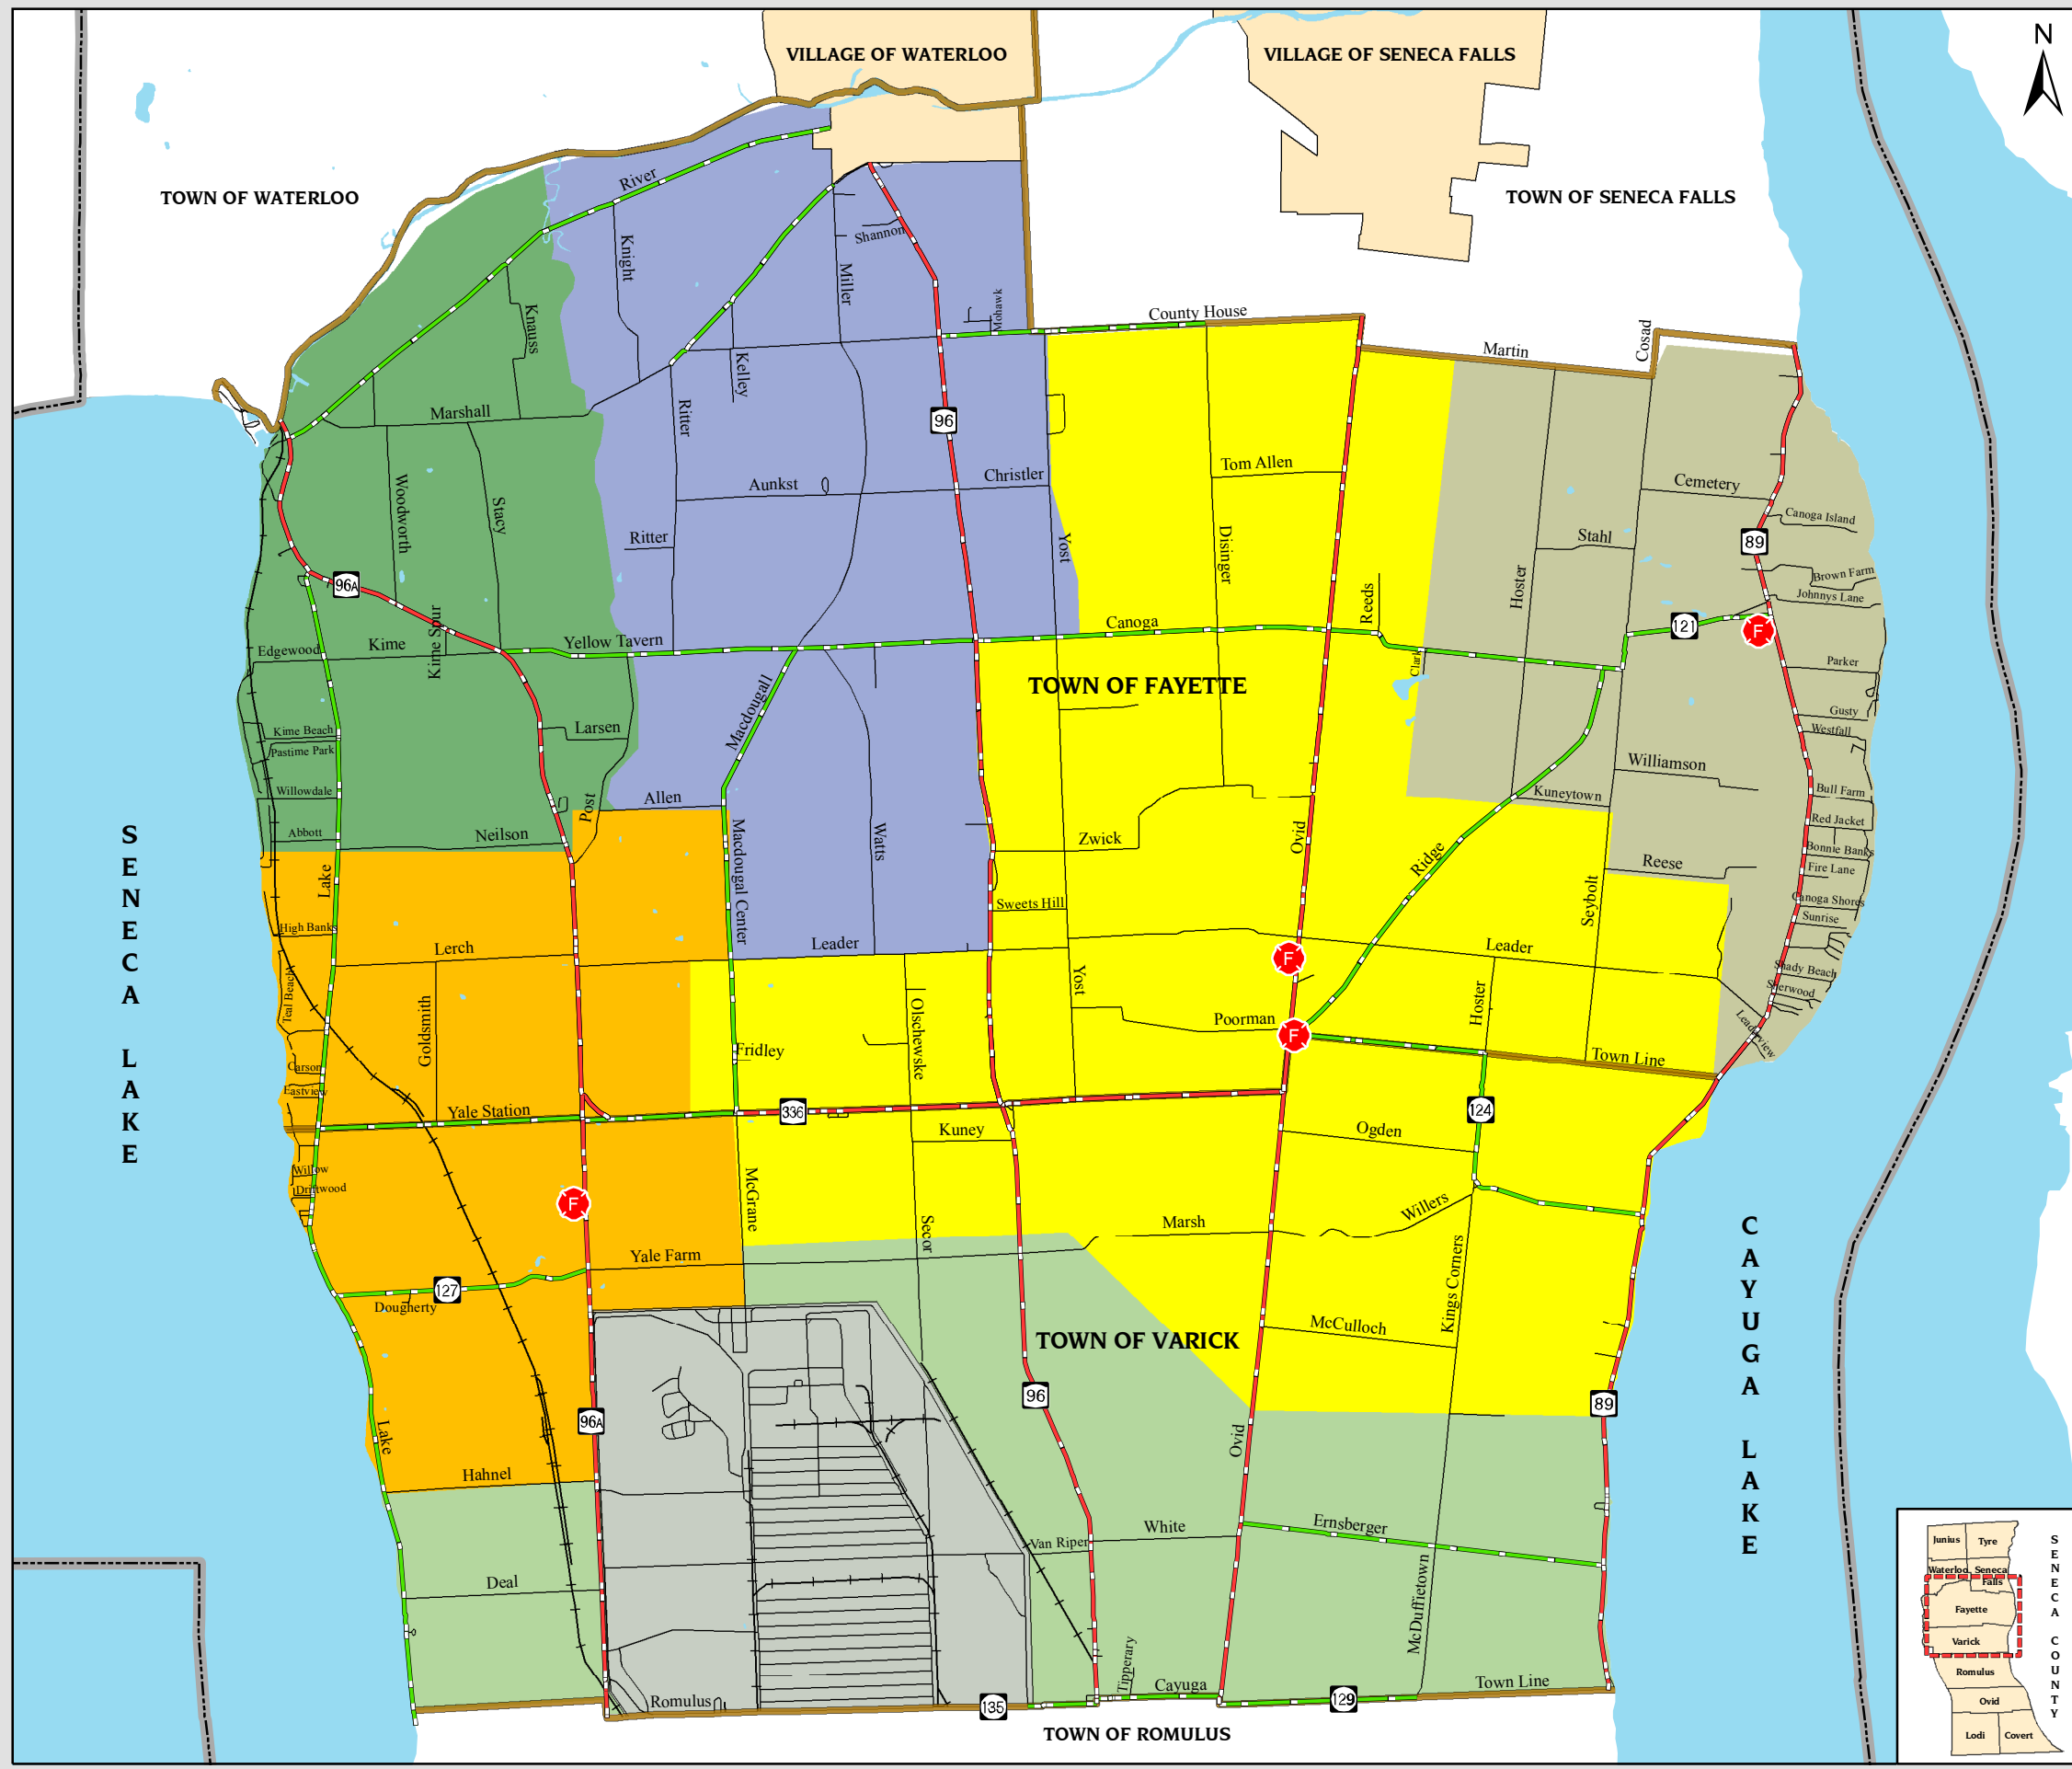 N
VILLAGE OF WATERLOO
VILLAGE OF SENECA FALLS
TOWN OF WATERLOO
TOWN OF SENECA FALLS
River
Knight
Shannon
Miller
Mohawk
Knauss
County House
Martin
Cosad
Kelley
Marshall
Ritter
96
Christler
Aunkst
Tom Allen
Cemetery
Woodworth
Stacy
Ritter
Yost
Disinger
Canoga Island
Stahl
89
Hoster
Brown Farm
Johnnys Lane
96A
Reeds
121
F
Kime Spur
Edgewood
Kime
Yellow Tavern
Canoga
Clark
Parker
TOWN OF FAYETTE
Macdougall
Larsen
Kime Beach
Pastime Park
Gusty
Westfall
Williamson
Willowdale
Allen
Post
Kuneytown
Bull Farm
Red Jacket
Abbott
Neilson
Macdougal Center
Watts
Zwick
Ovid
Ridge
Bonnie Banks
Reese
Fire Lane
Lake
Sweets Hill
Seybolt
Canoga Shores
Sunrise
High Banks
Lerch
Leader
Leader
SENECA LAKE
Teal Beach
Goldsmith
Olschewske
Yost
F
Hoster
Shady Beach
Sherwood
Leaderview
Poorman
F
Fridley
Town Line
Carson
Eastview
Yale Station
336
124
Kuney
Ogden
Willow
Driftwood
F
McGrane
Secor
Marsh
Willers
Yale Farm
127
Dougherty
Kings Corners
CAYUGA LAKE
McCulloch
TOWN OF VARICK
96
89
96A
Lake
Ovid
Hahnel
White
Ernsberger
Van Riper
Deal
McDuffietown
Tipperary
Romulus
135
Cayuga
129
Town Line
TOWN OF ROMULUS
Junius
Tyre
Waterloo
Seneca Falls
Fayette
Varick
Romulus
Ovid
Lodi
Covert
SENECA COUNTY